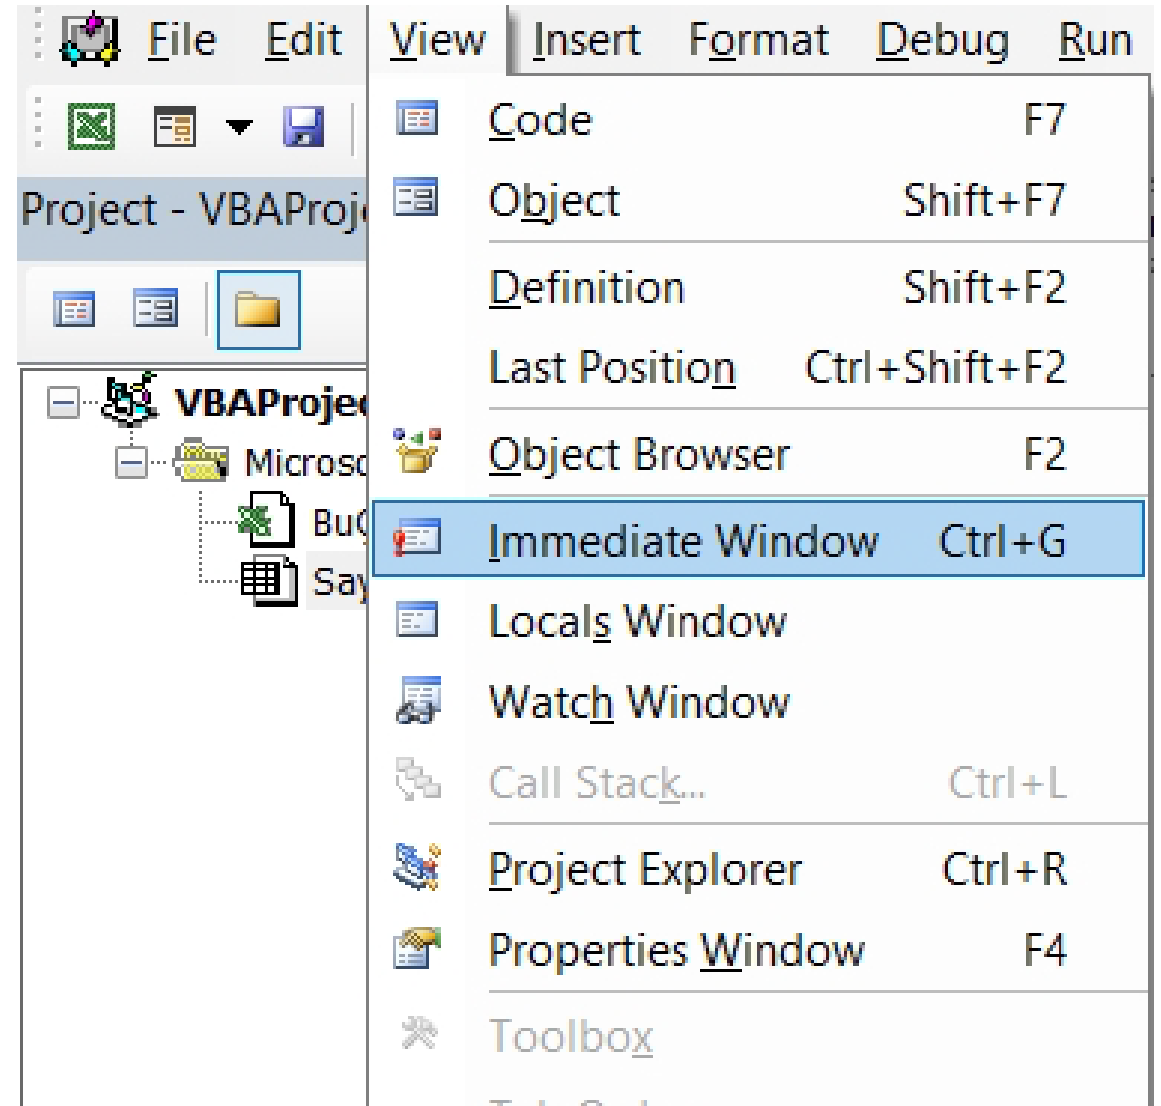 File Edit View Insert Format Debug Run
Project - VBAProj
Code F7
Object Shift+F7
Definition Shift+F2
Last Position Ctrl+Shift+F2
Object Browser F2
Immediate Window Ctrl+G
Locals Window
Watch Window
Call Stack... Ctrl+L
Project Explorer Ctrl+R
Properties Window F4
Toolbox
VBAProjec
Microso
Bu
Say